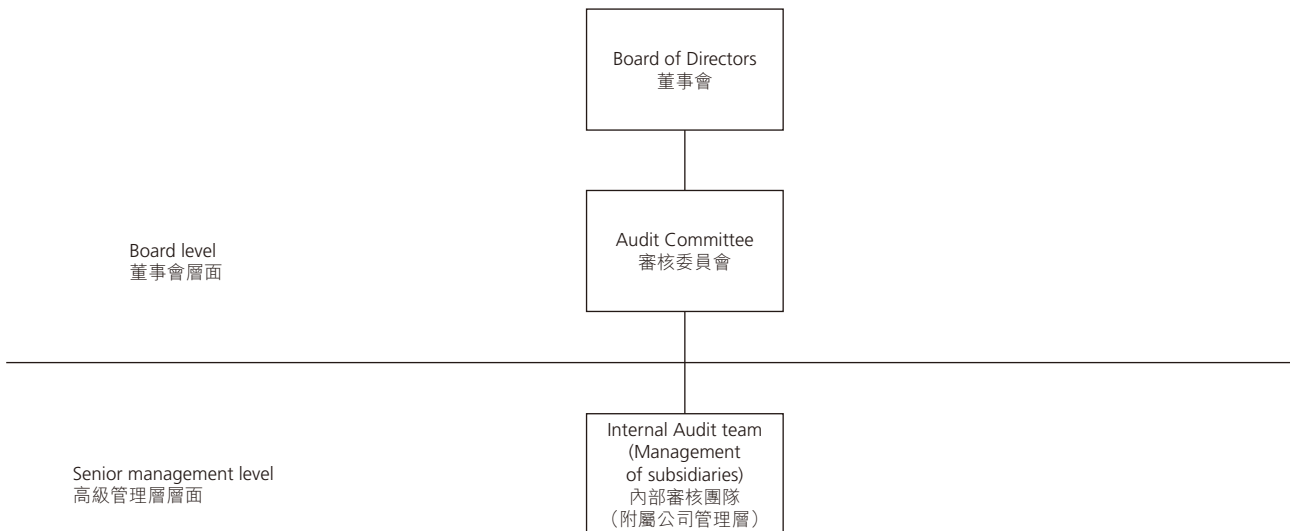 Board of Directors
董事會
Audit Committee
審核委員會
Board level
董事會層面
Internal Audit team
(Management
of subsidiaries)
內部審核團隊
（附屬公司管理層）
Senior management level
高級管理層層面